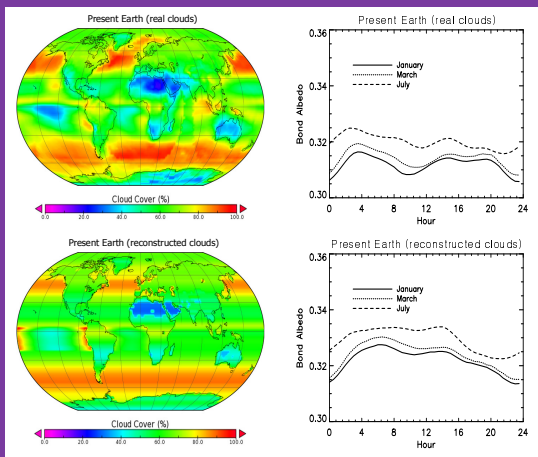 Present Earth (real clouds)
Cloud Cover (%)
0.0 20.0 40.0 60.0 80.0 100.0
Present Earth (real clouds)
0.36
0.34
0.32
0.30
Bond Albedo
January
March
July
0 4 8 12 16 20 24
Hour
Present Earth (reconstructed clouds)
Cloud Cover (%)
0.0 20.0 40.0 60.0 80.0 100.0
Present Earth (reconstructed clouds)
0.36
0.34
0.32
0.30
Bond Albedo
January
March
July
0 4 8 12 16 20 24
Hour